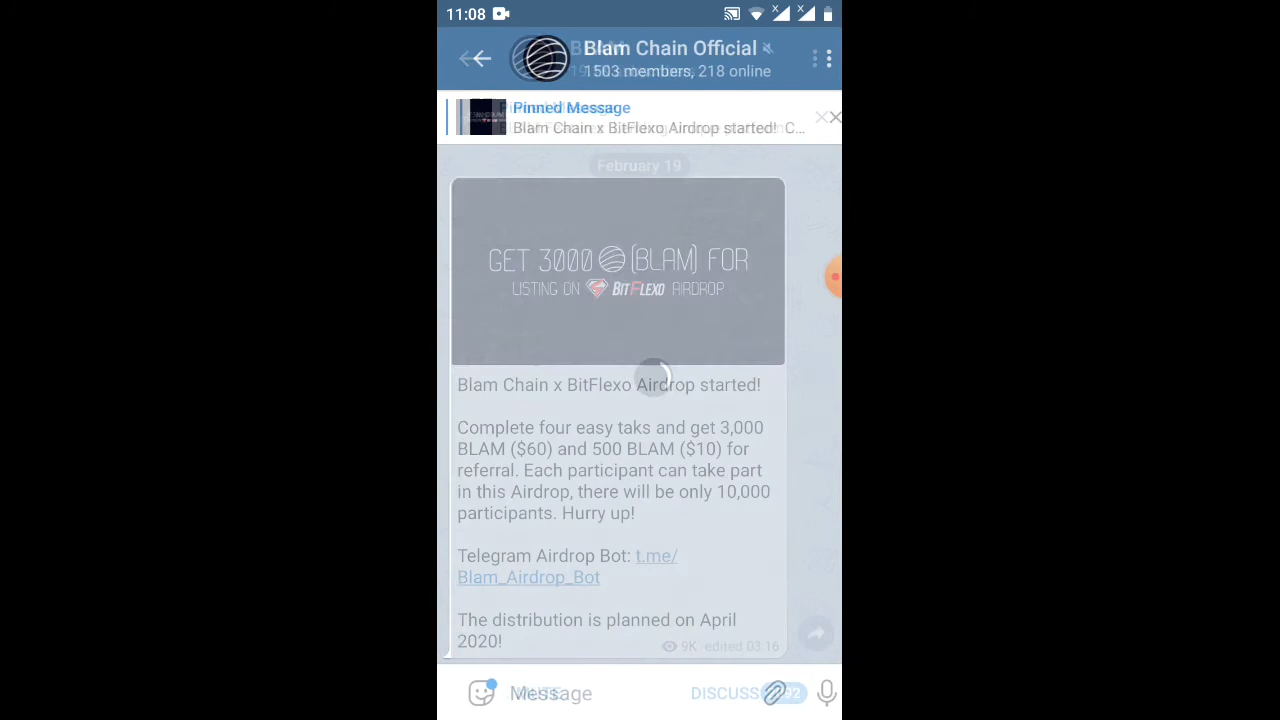 11:08
Blam Chain Official
1503 members, 218 online
Pinned Message
Blam Chain x BitFlexo Airdrop started! C...
February 19
GET 3000 (BLAM) FOR
LISTING ON BITFLEXO AIRDROP
Blam Chain x BitFlexo Airdrop started!
Complete four easy taks and get 3,000
BLAM ($60) and 500 BLAM ($10) for
referral. Each participant can take part
in this Airdrop, there will be only 10,000
participants. Hurry up!
Telegram Airdrop Bot: t.me/
Blam_Airdrop_Bot
The distribution is planned on April
2020!
9K edited 03.16
Message
MUTE
DISCUSS